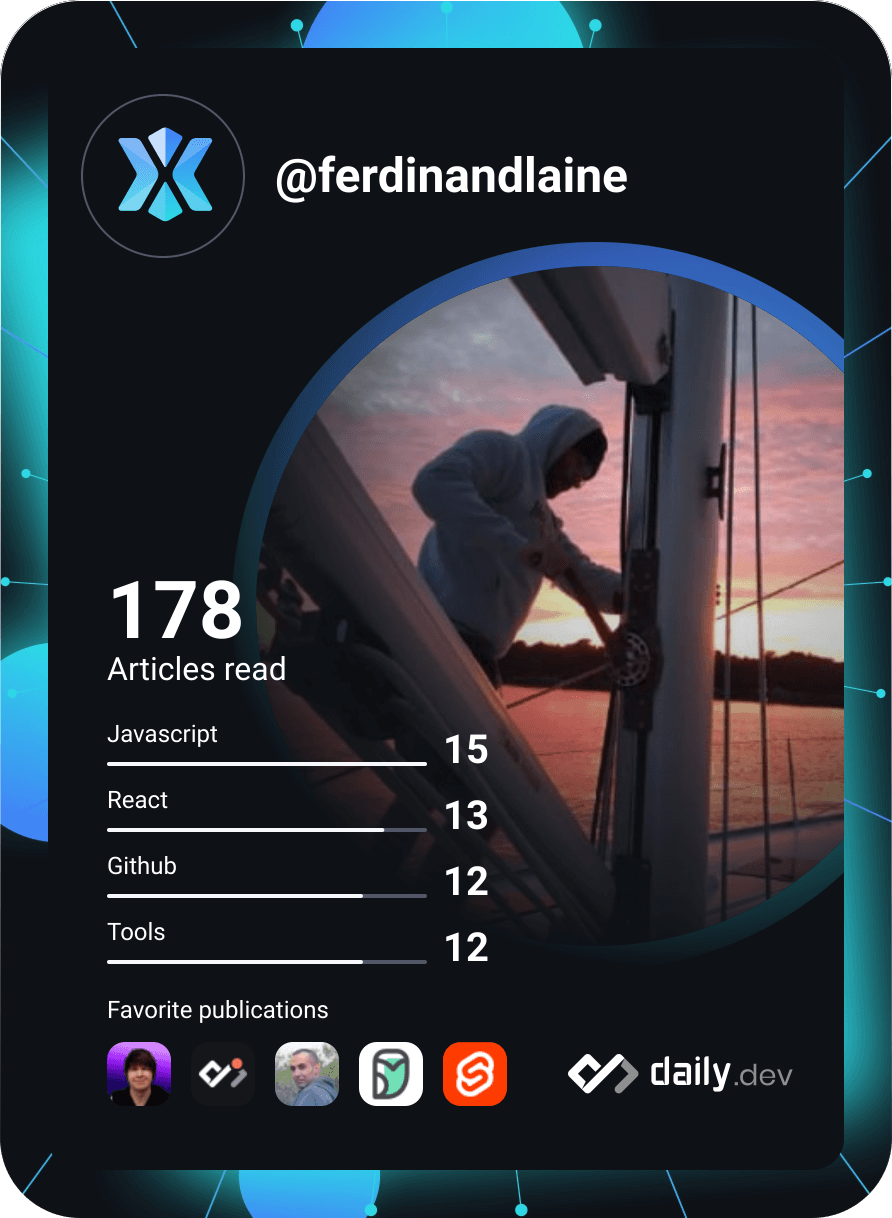 @ferdinandlaine
178
Articles read
Javascript
15
React
13
Github
12
Tools
12
Favorite publications
daily.dev